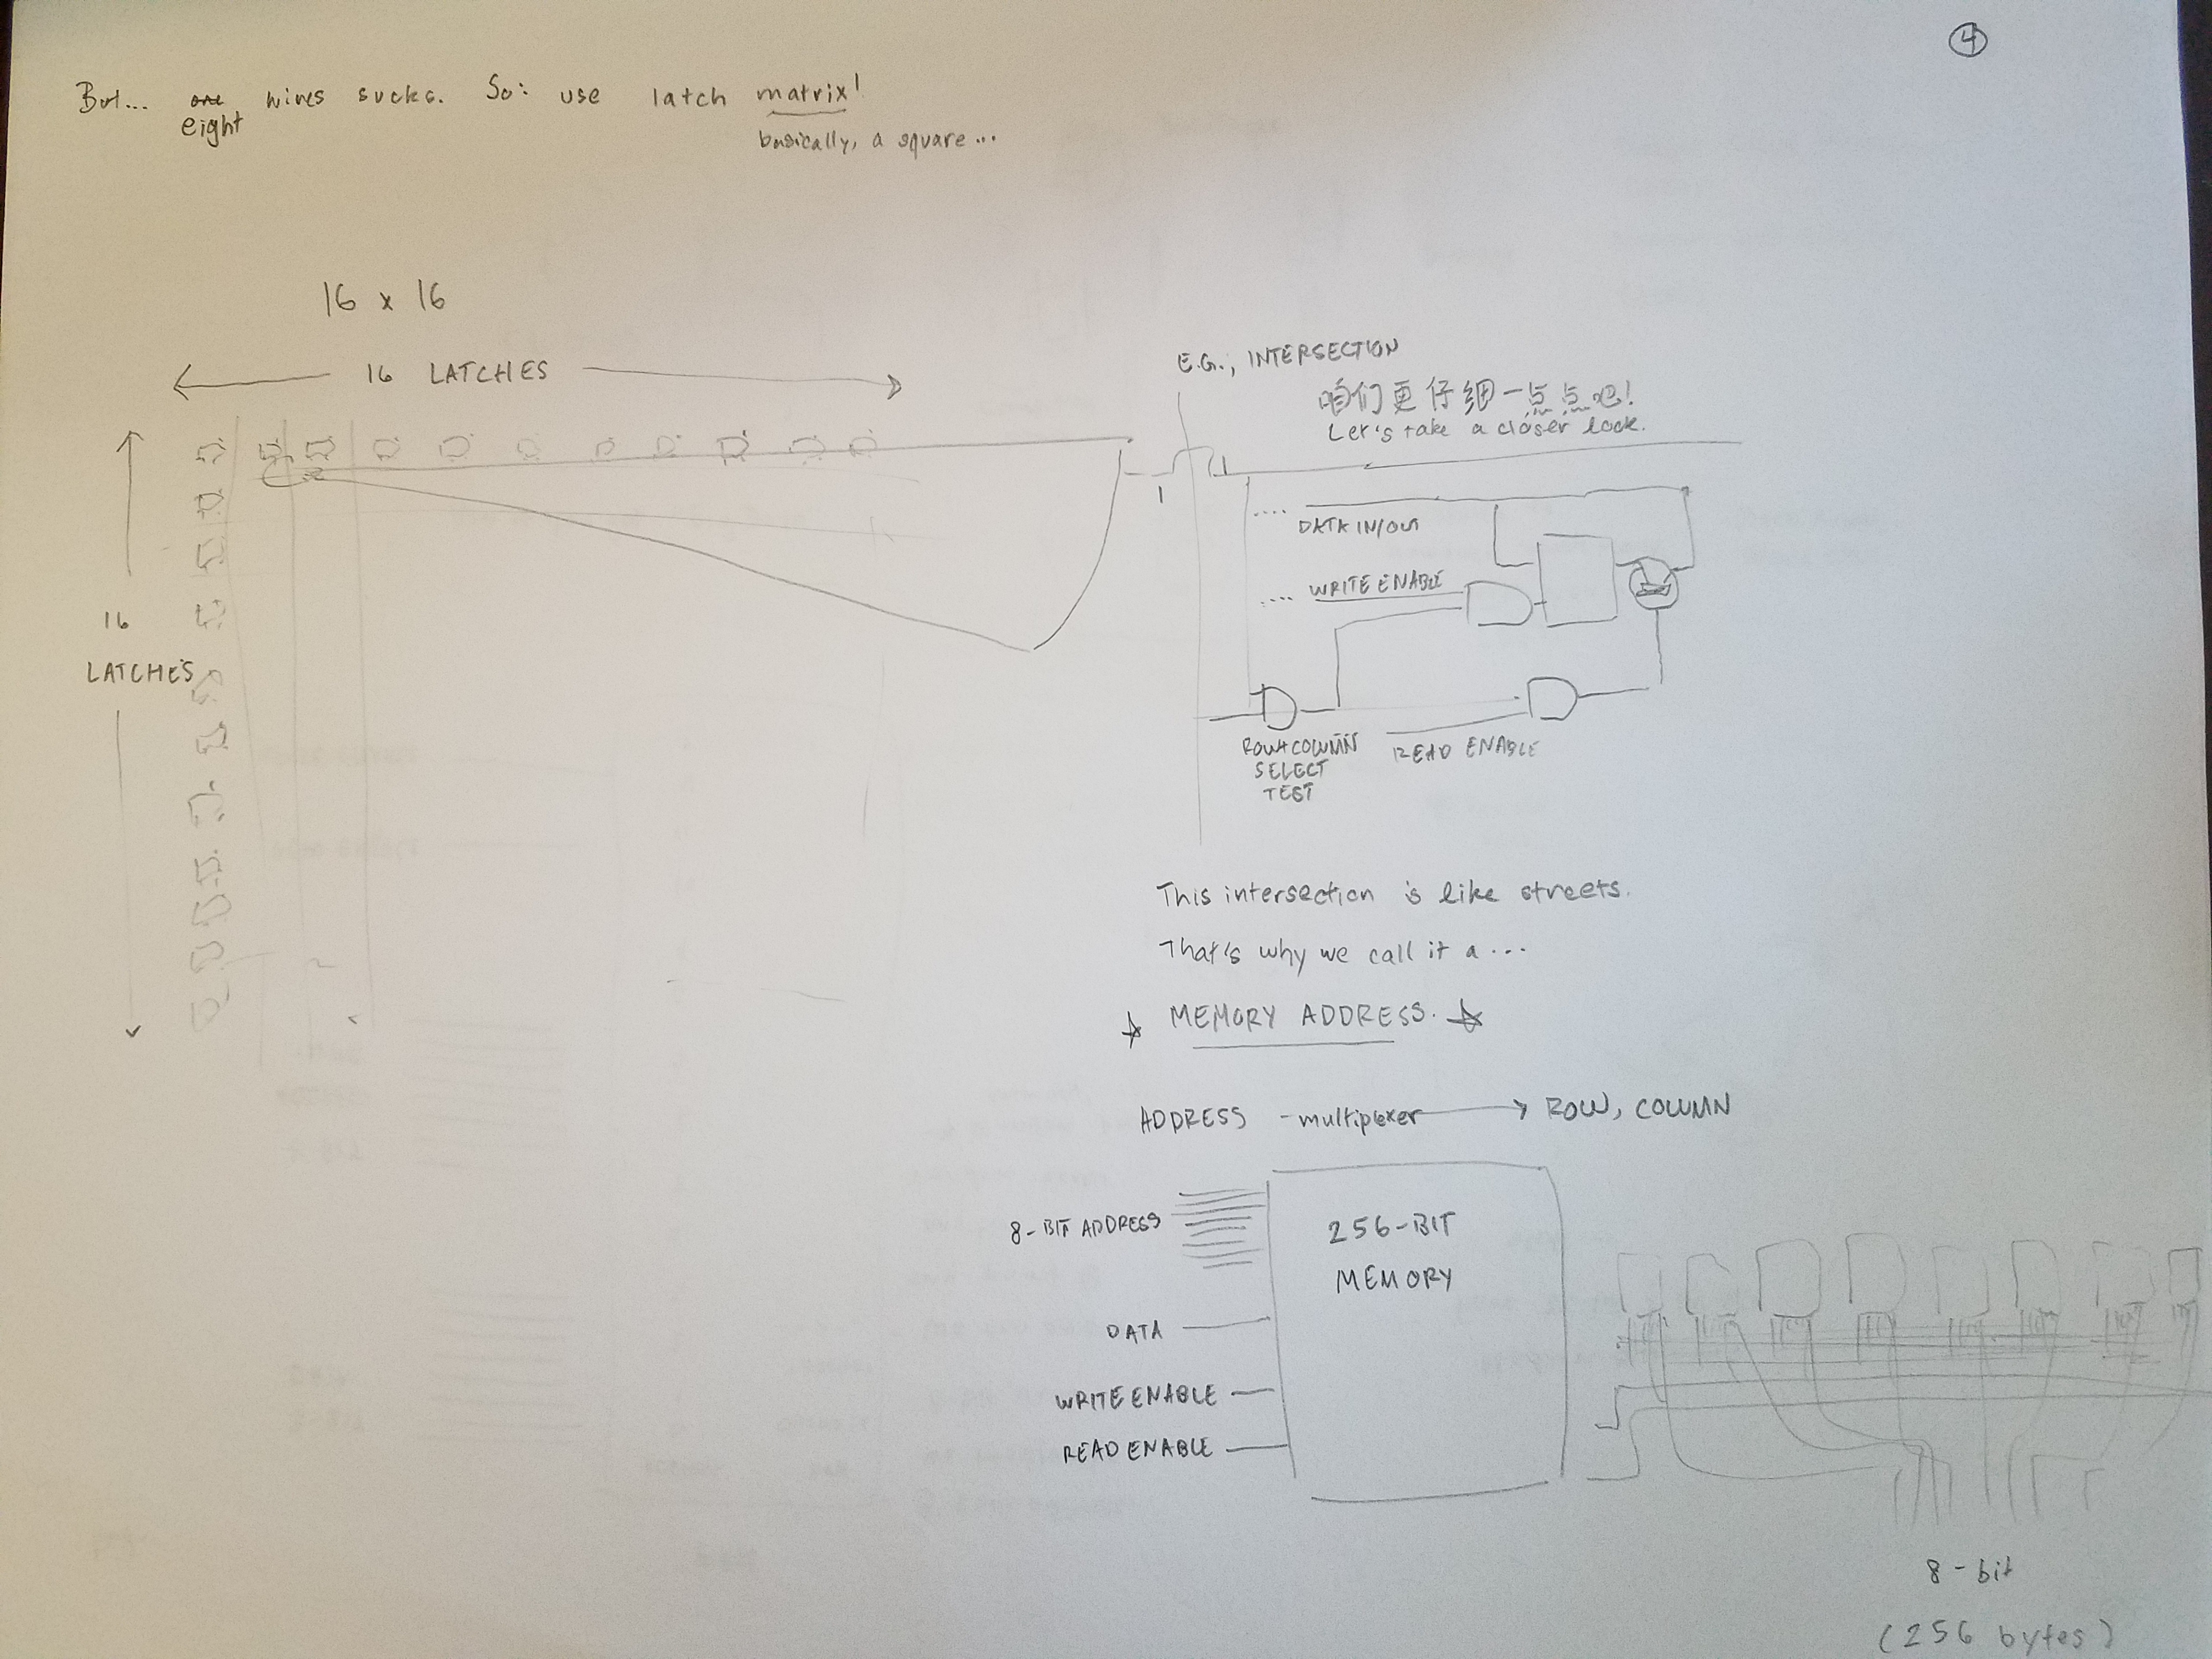 ④
But... one wires sucks. So: use latch matrix!
eight
basically, a square...
16 x 16
16 LATCHES
16
LATCHES
E.G., INTERSECTION
咱们更仔细一点点吧!
Let's take a closer look.
.... DATA IN/OUT
.... WRITE ENABLE
ROW+COLUMN
SELECT
TEST
READ ENABLE
This intersection is like streets.
That's why we call it a...
☆ MEMORY ADDRESS. ☆
ADDRESS - multiplexer → ROW, COLUMN
8-BIT ADDRESS
DATA
WRITE ENABLE
READ ENABLE
256-BIT
MEMORY
8-bit
(256 bytes)